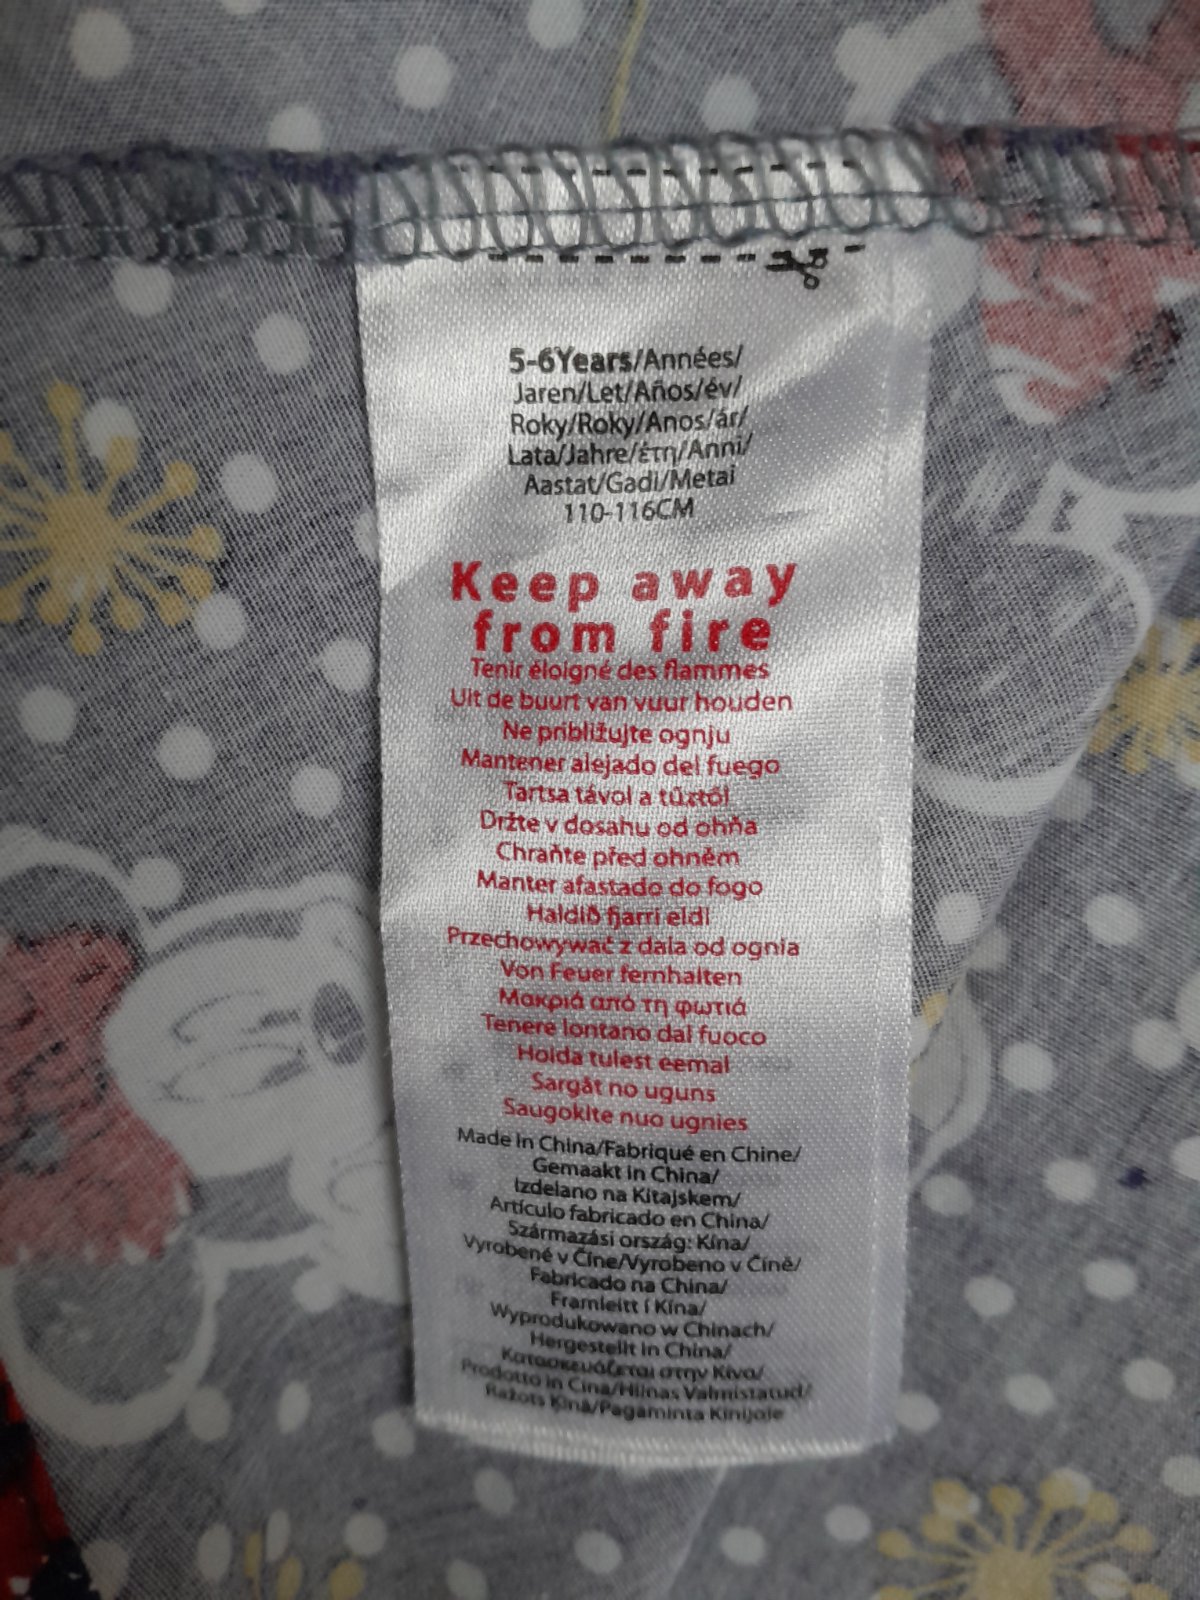 5-6Years/Années/
Jaren/Let/Años/év/
Roky/Roky/Anos/ár/
Lata/Jahre/έτη/Anni/
Aastat/Gadi/Metai
110-116CM
Keep away
from fire
Tenir éloigné des flammes
Uit de buurt van vuur houden
Ne približujte ognju
Mantener alejado del fuego
Tartsa távol a tűztől
Držte v dosahu od ohňa
Chraňte před ohněm
Manter afastado do fogo
Haldið fjarri eldi
Przechowywać z dala od ognia
Von Feuer fernhalten
Μακριά από τη φωτιά
Tenere lontano dal fuoco
Hoida tulest eemal
Sargāt no uguns
Saugokite nuo ugnies
Made in China/Fabriqué en Chine/
Gemaakt in China/
Izdelano na Kitajskem/
Artículo fabricado en China/
Származási ország: Kína/
Vyrobené v Číne/Vyrobeno v Číně/
Fabricado na China/
Framleitt í Kína/
Wyprodukowano w Chinach/
Hergestellt in China/
Κατασκευάζεται στην Κίνα/
Prodotto in Cina/Hiinas Valmistatud/
Ražots Ķīnā/Pagaminta Kinijoje